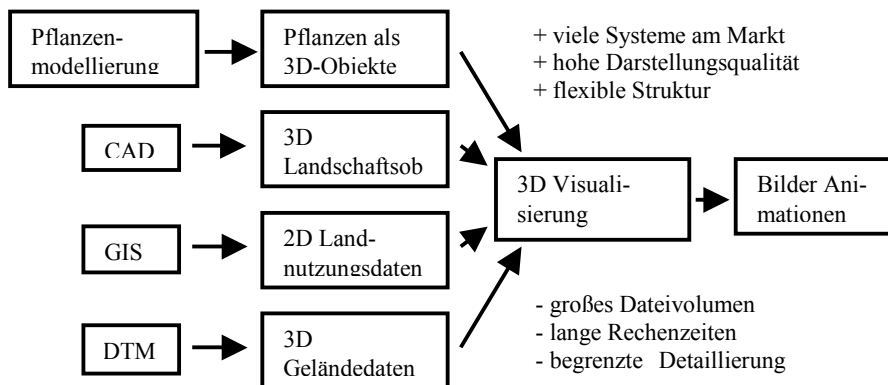 Pflanzen-
modellierung
Pflanzen als
3D-Objekte
+ viele Systeme am Markt
+ hohe Darstellungsqualität
+ flexible Struktur
CAD
3D
Landschaftsob
3D Visuali-
sierung
Bilder Ani-
mationen
GIS
2D Land-
nutzungsdaten
DTM
3D
Geländedaten
- großes Dateivolumen
- lange Rechenzeiten
- begrenzte Detaillierung